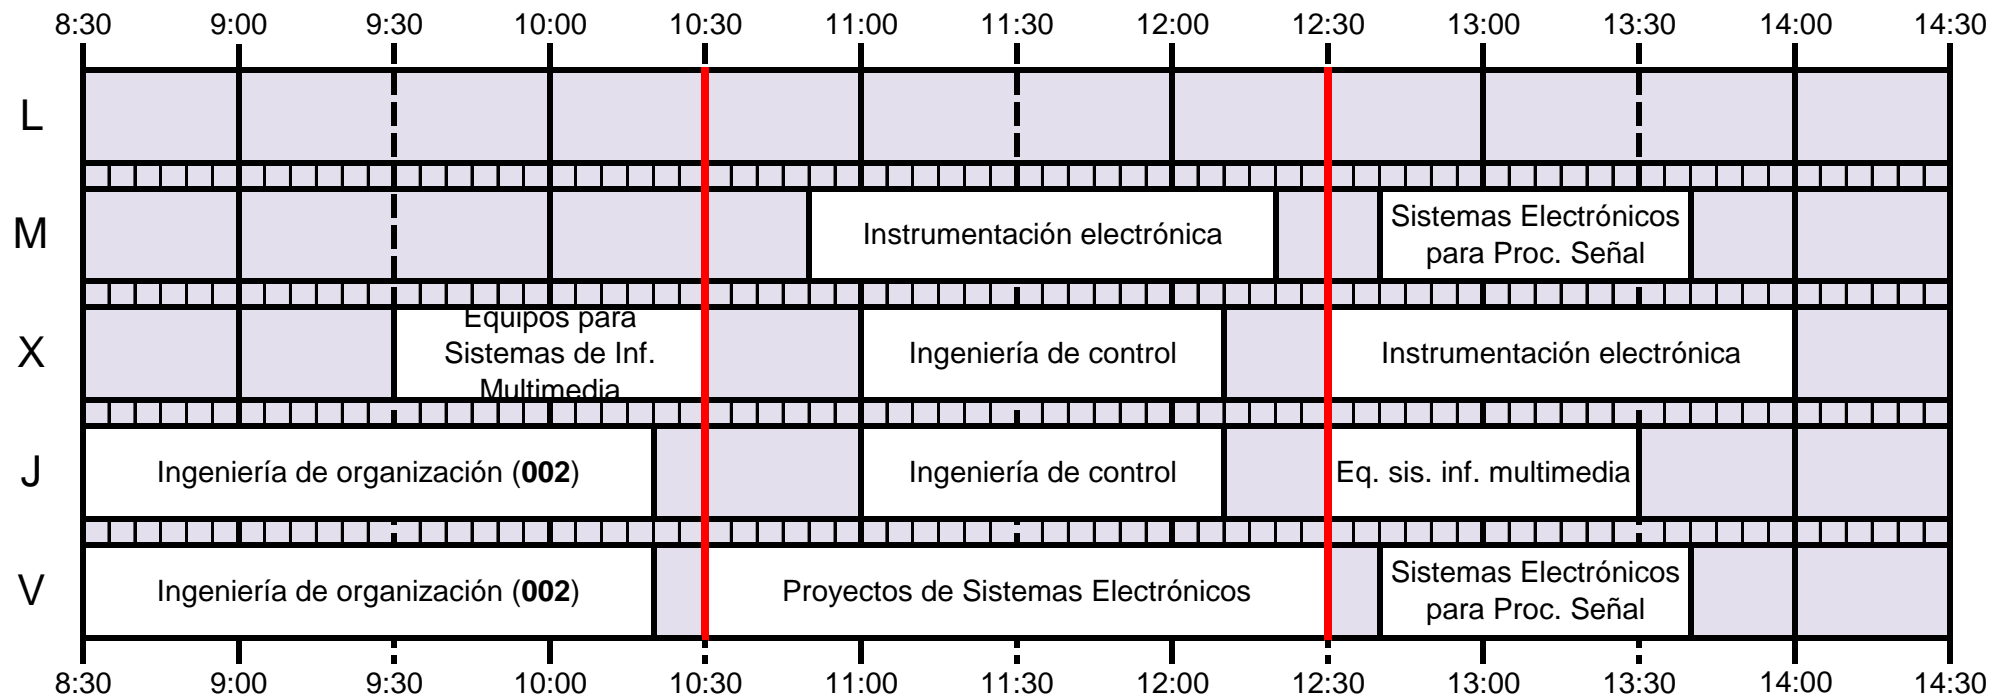 8:30 9:00 9:30 10:00 10:30 11:00 11:30 12:00 12:30 13:00 13:30 14:00 14:30
L
M
Instrumentación electrónica
Sistemas Electrónicos
para Proc. Señal
X
Equipos para
Sistemas de Inf.
Multimedia
Ingeniería de control
Instrumentación electrónica
J
Ingeniería de organización (002)
Ingeniería de control
Eq. sis. inf. multimedia
V
Ingeniería de organización (002)
Proyectos de Sistemas Electrónicos
Sistemas Electrónicos
para Proc. Señal
8:30 9:00 9:30 10:00 10:30 11:00 11:30 12:00 12:30 13:00 13:30 14:00 14:30